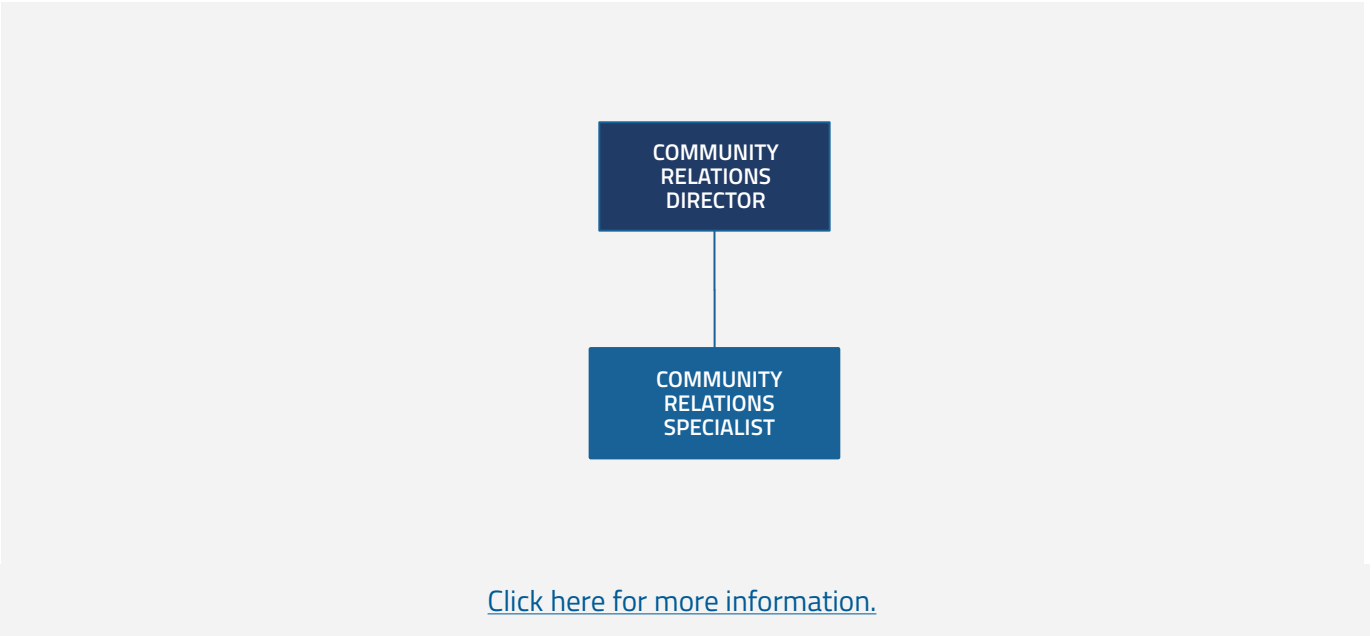 COMMUNITY
RELATIONS
DIRECTOR
COMMUNITY
RELATIONS
SPECIALIST
Click here for more information.